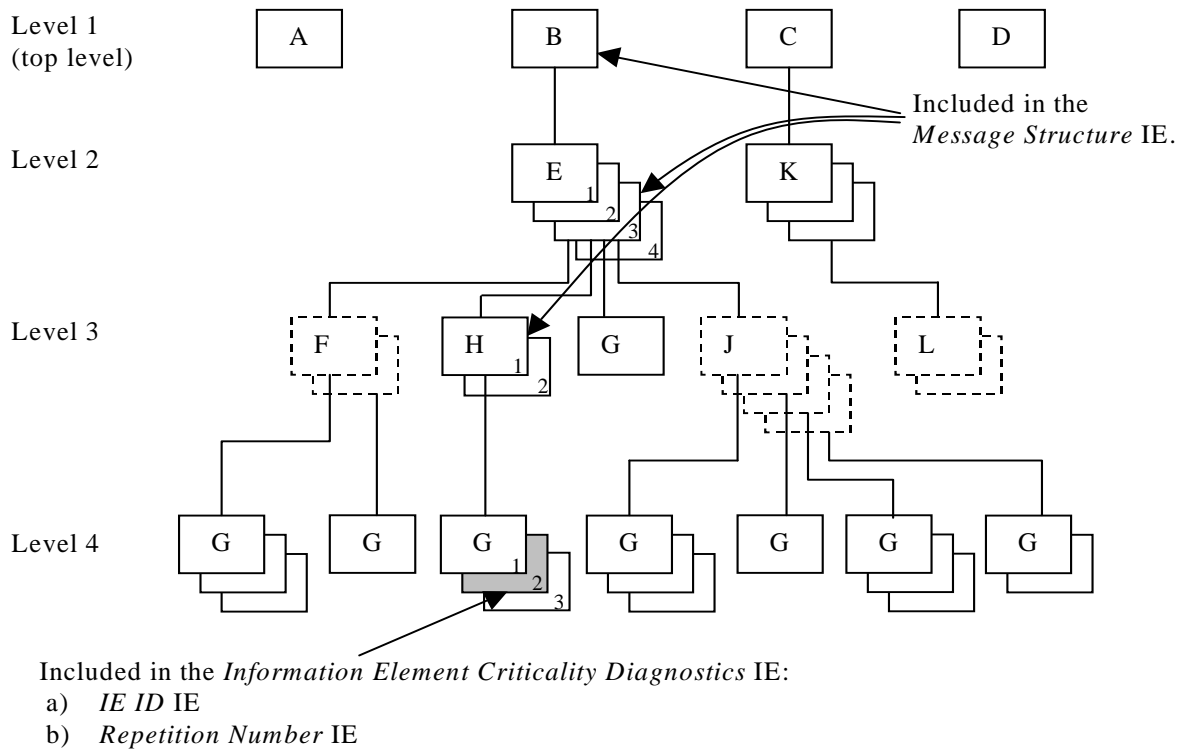 Level 1
(top level)
A
B
C
D
Included in the
Message Structure IE.
Level 2
E
1
2
3
4
K
Level 3
F
H
1
2
G
J
L
Level 4
G
G
G
1
2
3
G
G
G
G
Included in the Information Element Criticality Diagnostics IE:
a) IE ID IE
b) Repetition Number IE